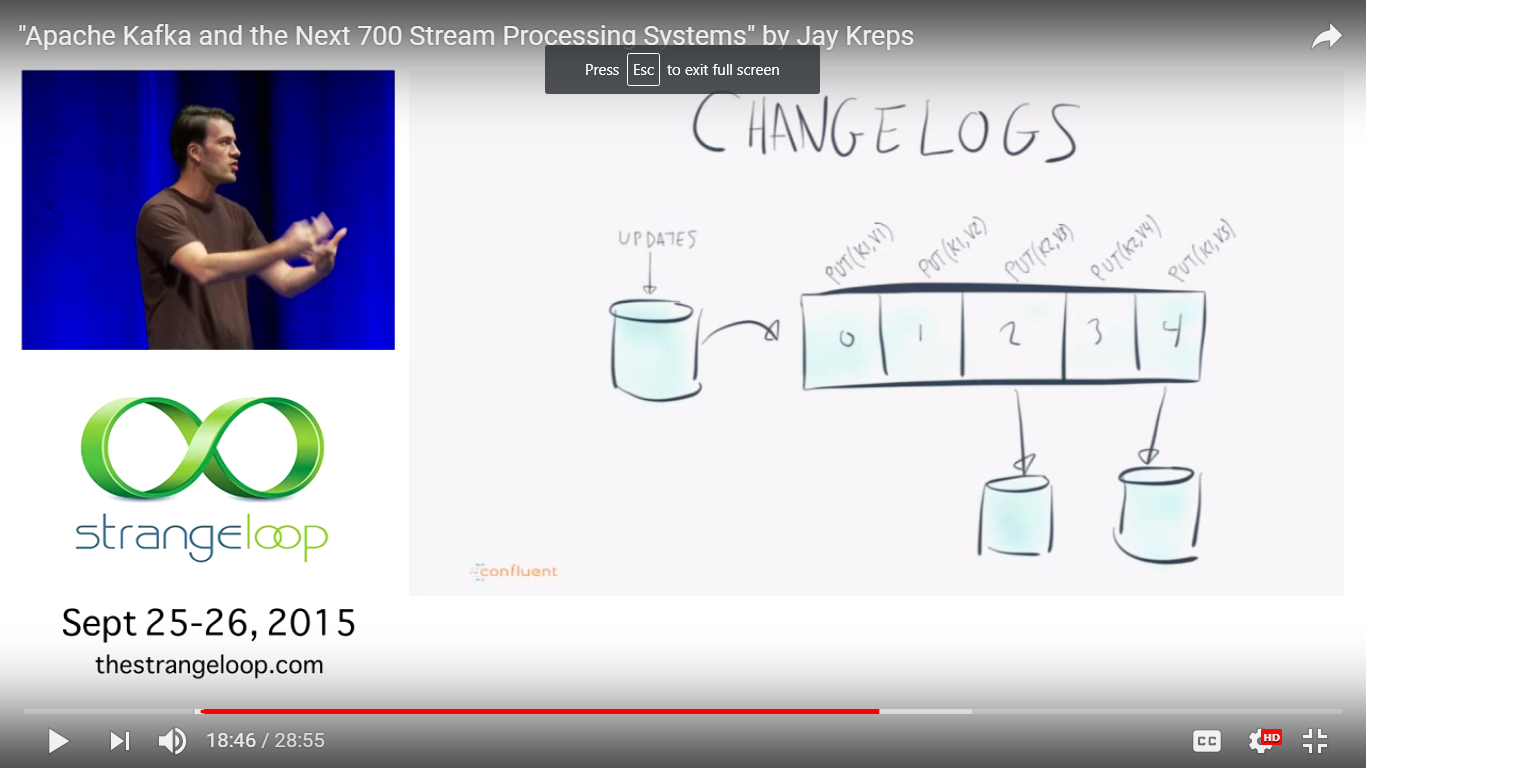 "Apache Kafka and the Next 700 Stream Processing Systems" by Jay Kreps
Press Esc to exit full screen
CHANGELOGS
UPDATES
PUT(K1,V1)
PUT(K1,V2)
PUT(K2,V3)
PUT(K2,V4)
PUT(K1,V5)
0 1 2 3 4
confluent
strangeloop
Sept 25-26, 2015
thestrangeloop.com
18:46 / 28:55
CC
HD